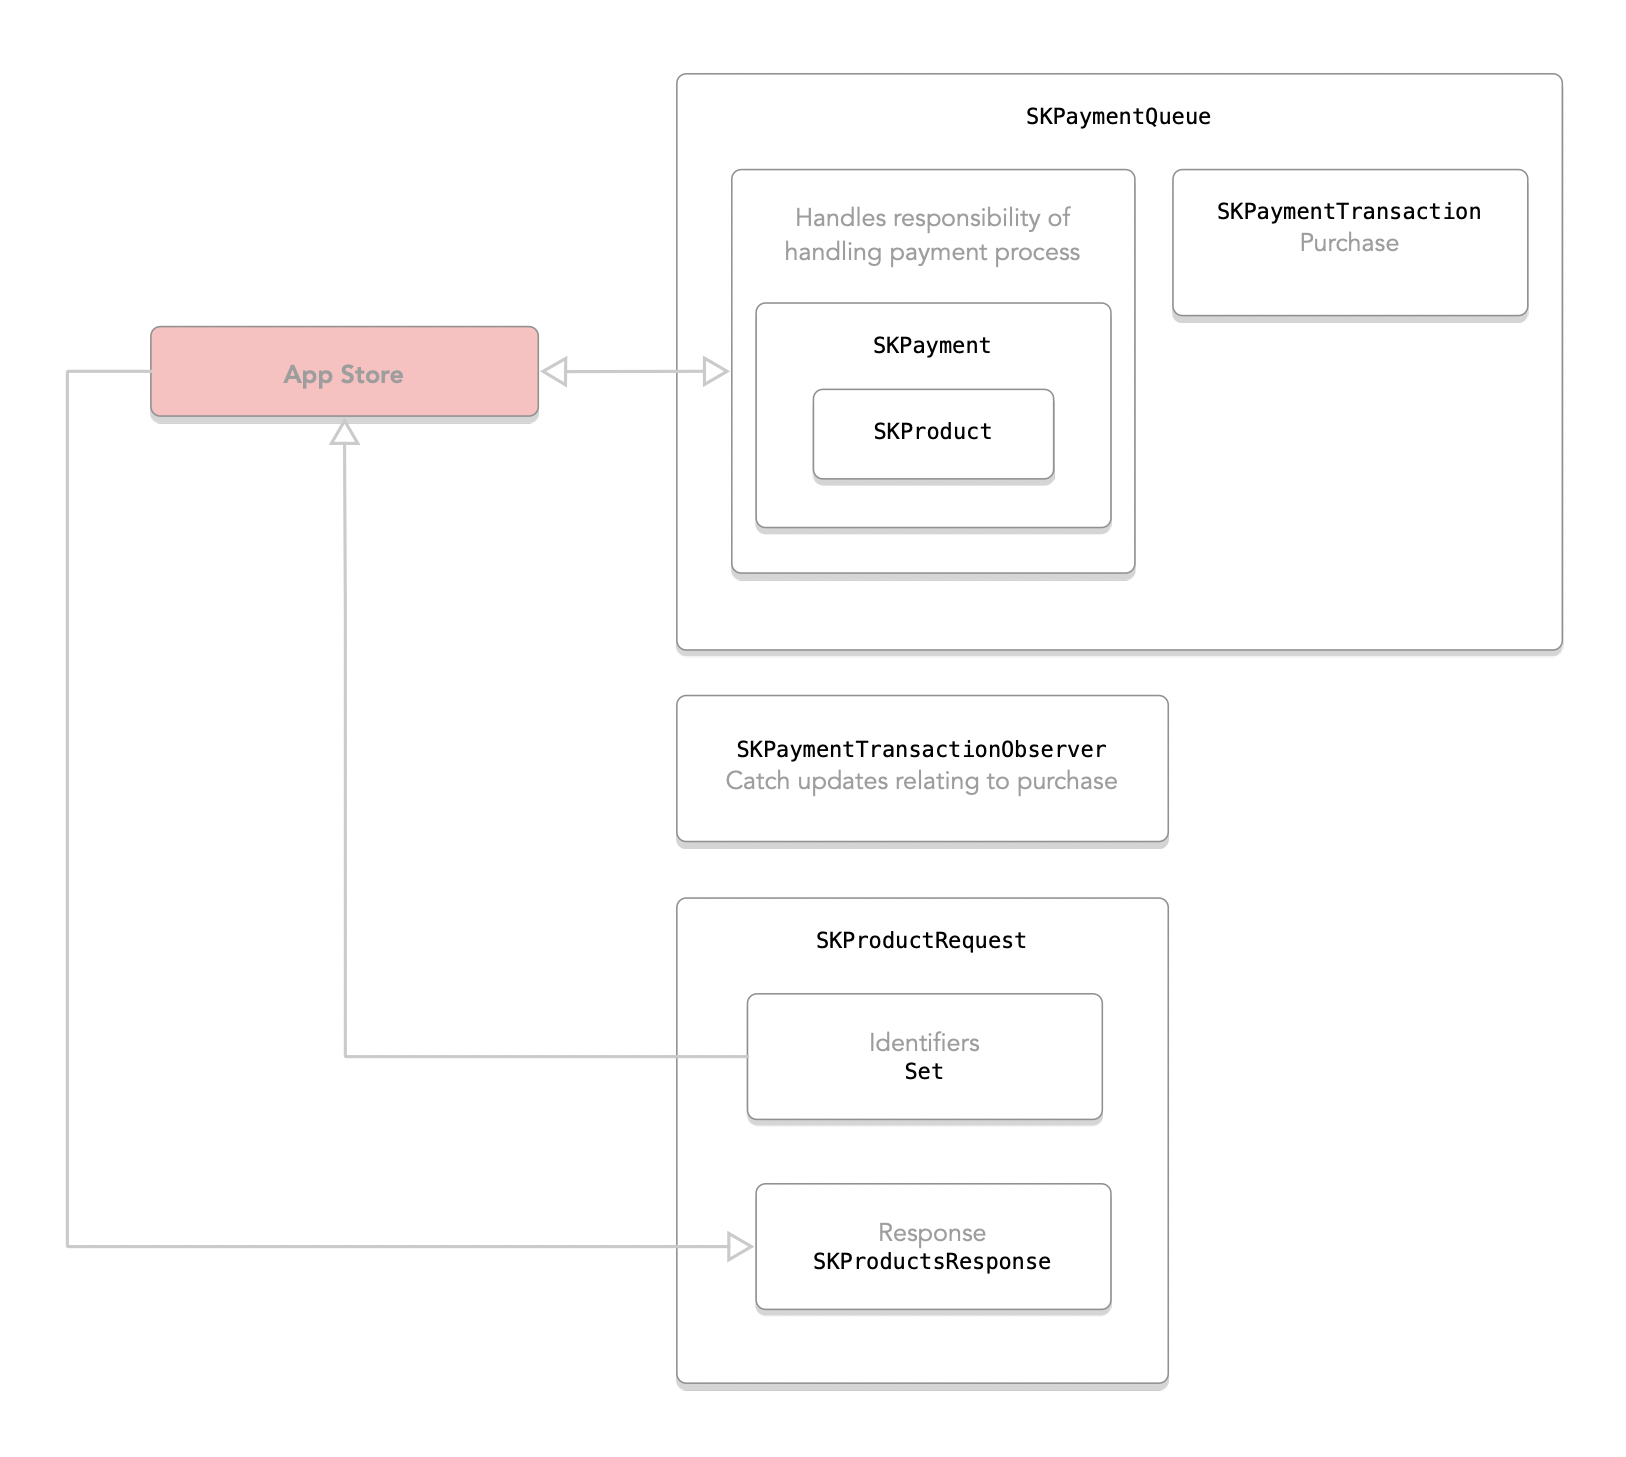 SKPaymentQueue
Handles responsibility of
handling payment process
SKPaymentTransaction
Purchase
SKPayment
SKProduct
App Store
SKPaymentTransactionObserver
Catch updates relating to purchase
SKProductRequest
Identifiers
Set
Response
SKProductsResponse